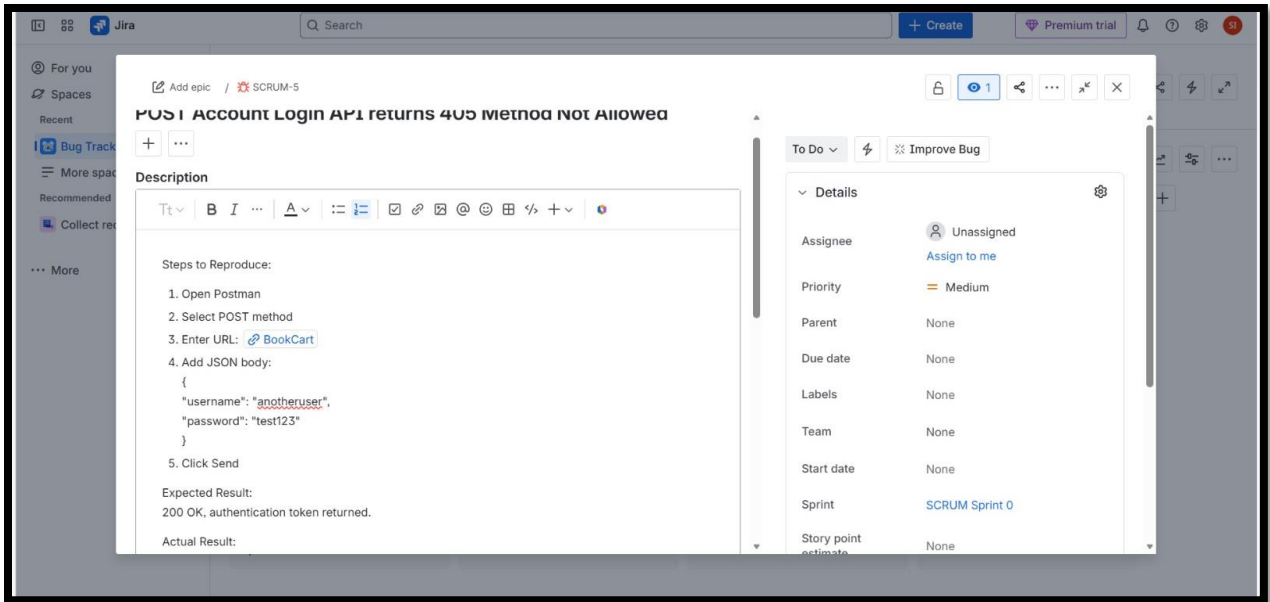 Jira
Search
+ Create
Premium trial
SI
For you
Spaces
Recent
Bug Track
More spac
Recommended
Collect rec
More
Add epic / SCRUM-5
1
POST Account Login API returns 405 Method Not Allowed
Description
Tt B I A @ </> +
Steps to Reproduce:
1. Open Postman
2. Select POST method
3. Enter URL: BookCart
4. Add JSON body:
{
"username": "anotheruser",
"password": "test123"
}
5. Click Send
Expected Result:
200 OK, authentication token returned.
Actual Result:
To Do
Improve Bug
Details
Assignee
Unassigned
Assign to me
Priority
Medium
Parent
None
Due date
None
Labels
None
Team
None
Start date
None
Sprint
SCRUM Sprint 0
Story point
estimate
None